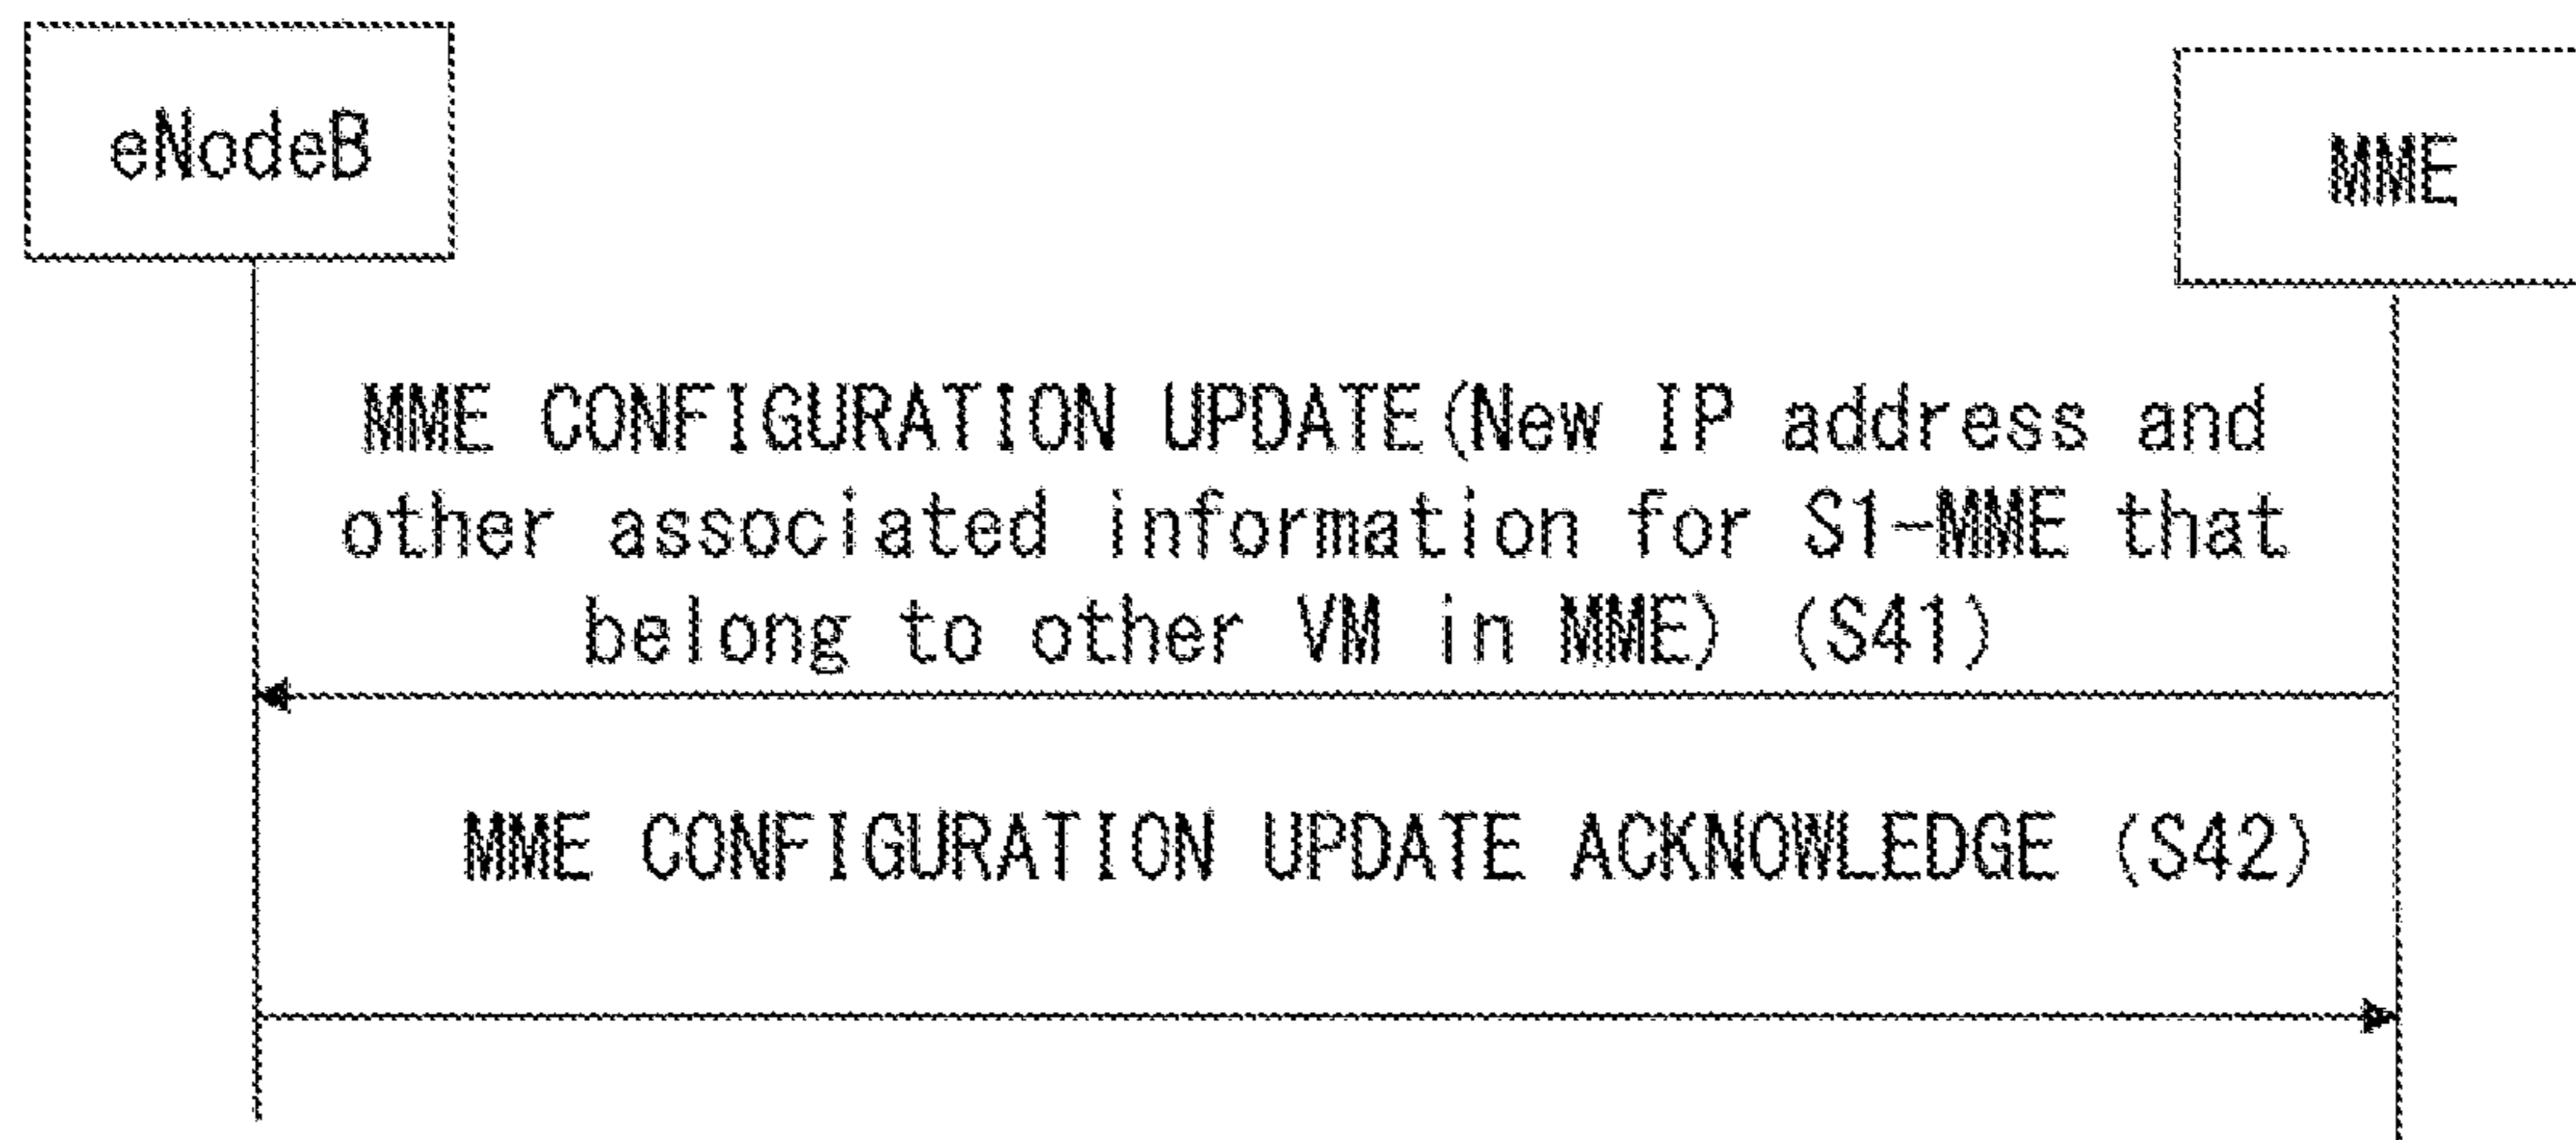 eNodeB
MME
MME CONFIGURATION UPDATE(New IP address and
other associated information for S1-MME that
belong to other VM in MME) (S41)
MME CONFIGURATION UPDATE ACKNOWLEDGE (S42)